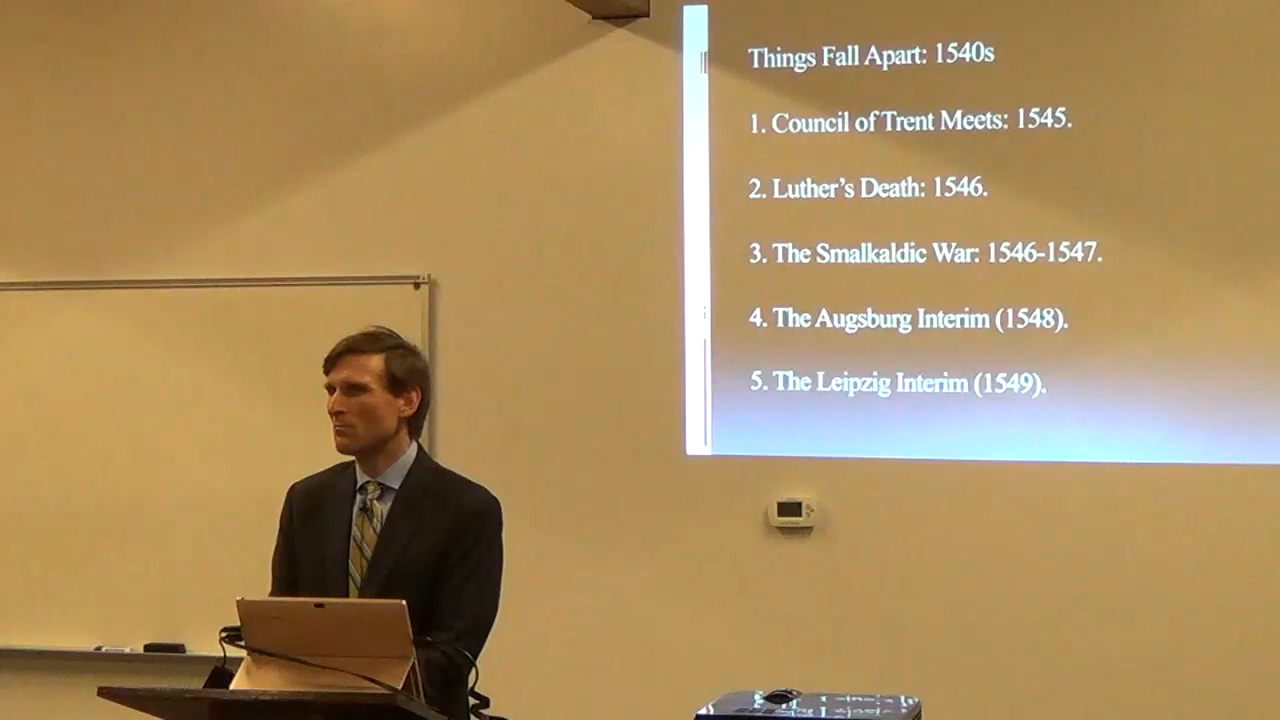 Things Fall Apart: 1540s
1. Council of Trent Meets: 1545.
2. Luther’s Death: 1546.
3. The Smalkaldic War: 1546-1547.
4. The Augsburg Interim (1548).
5. The Leipzig Interim (1549).